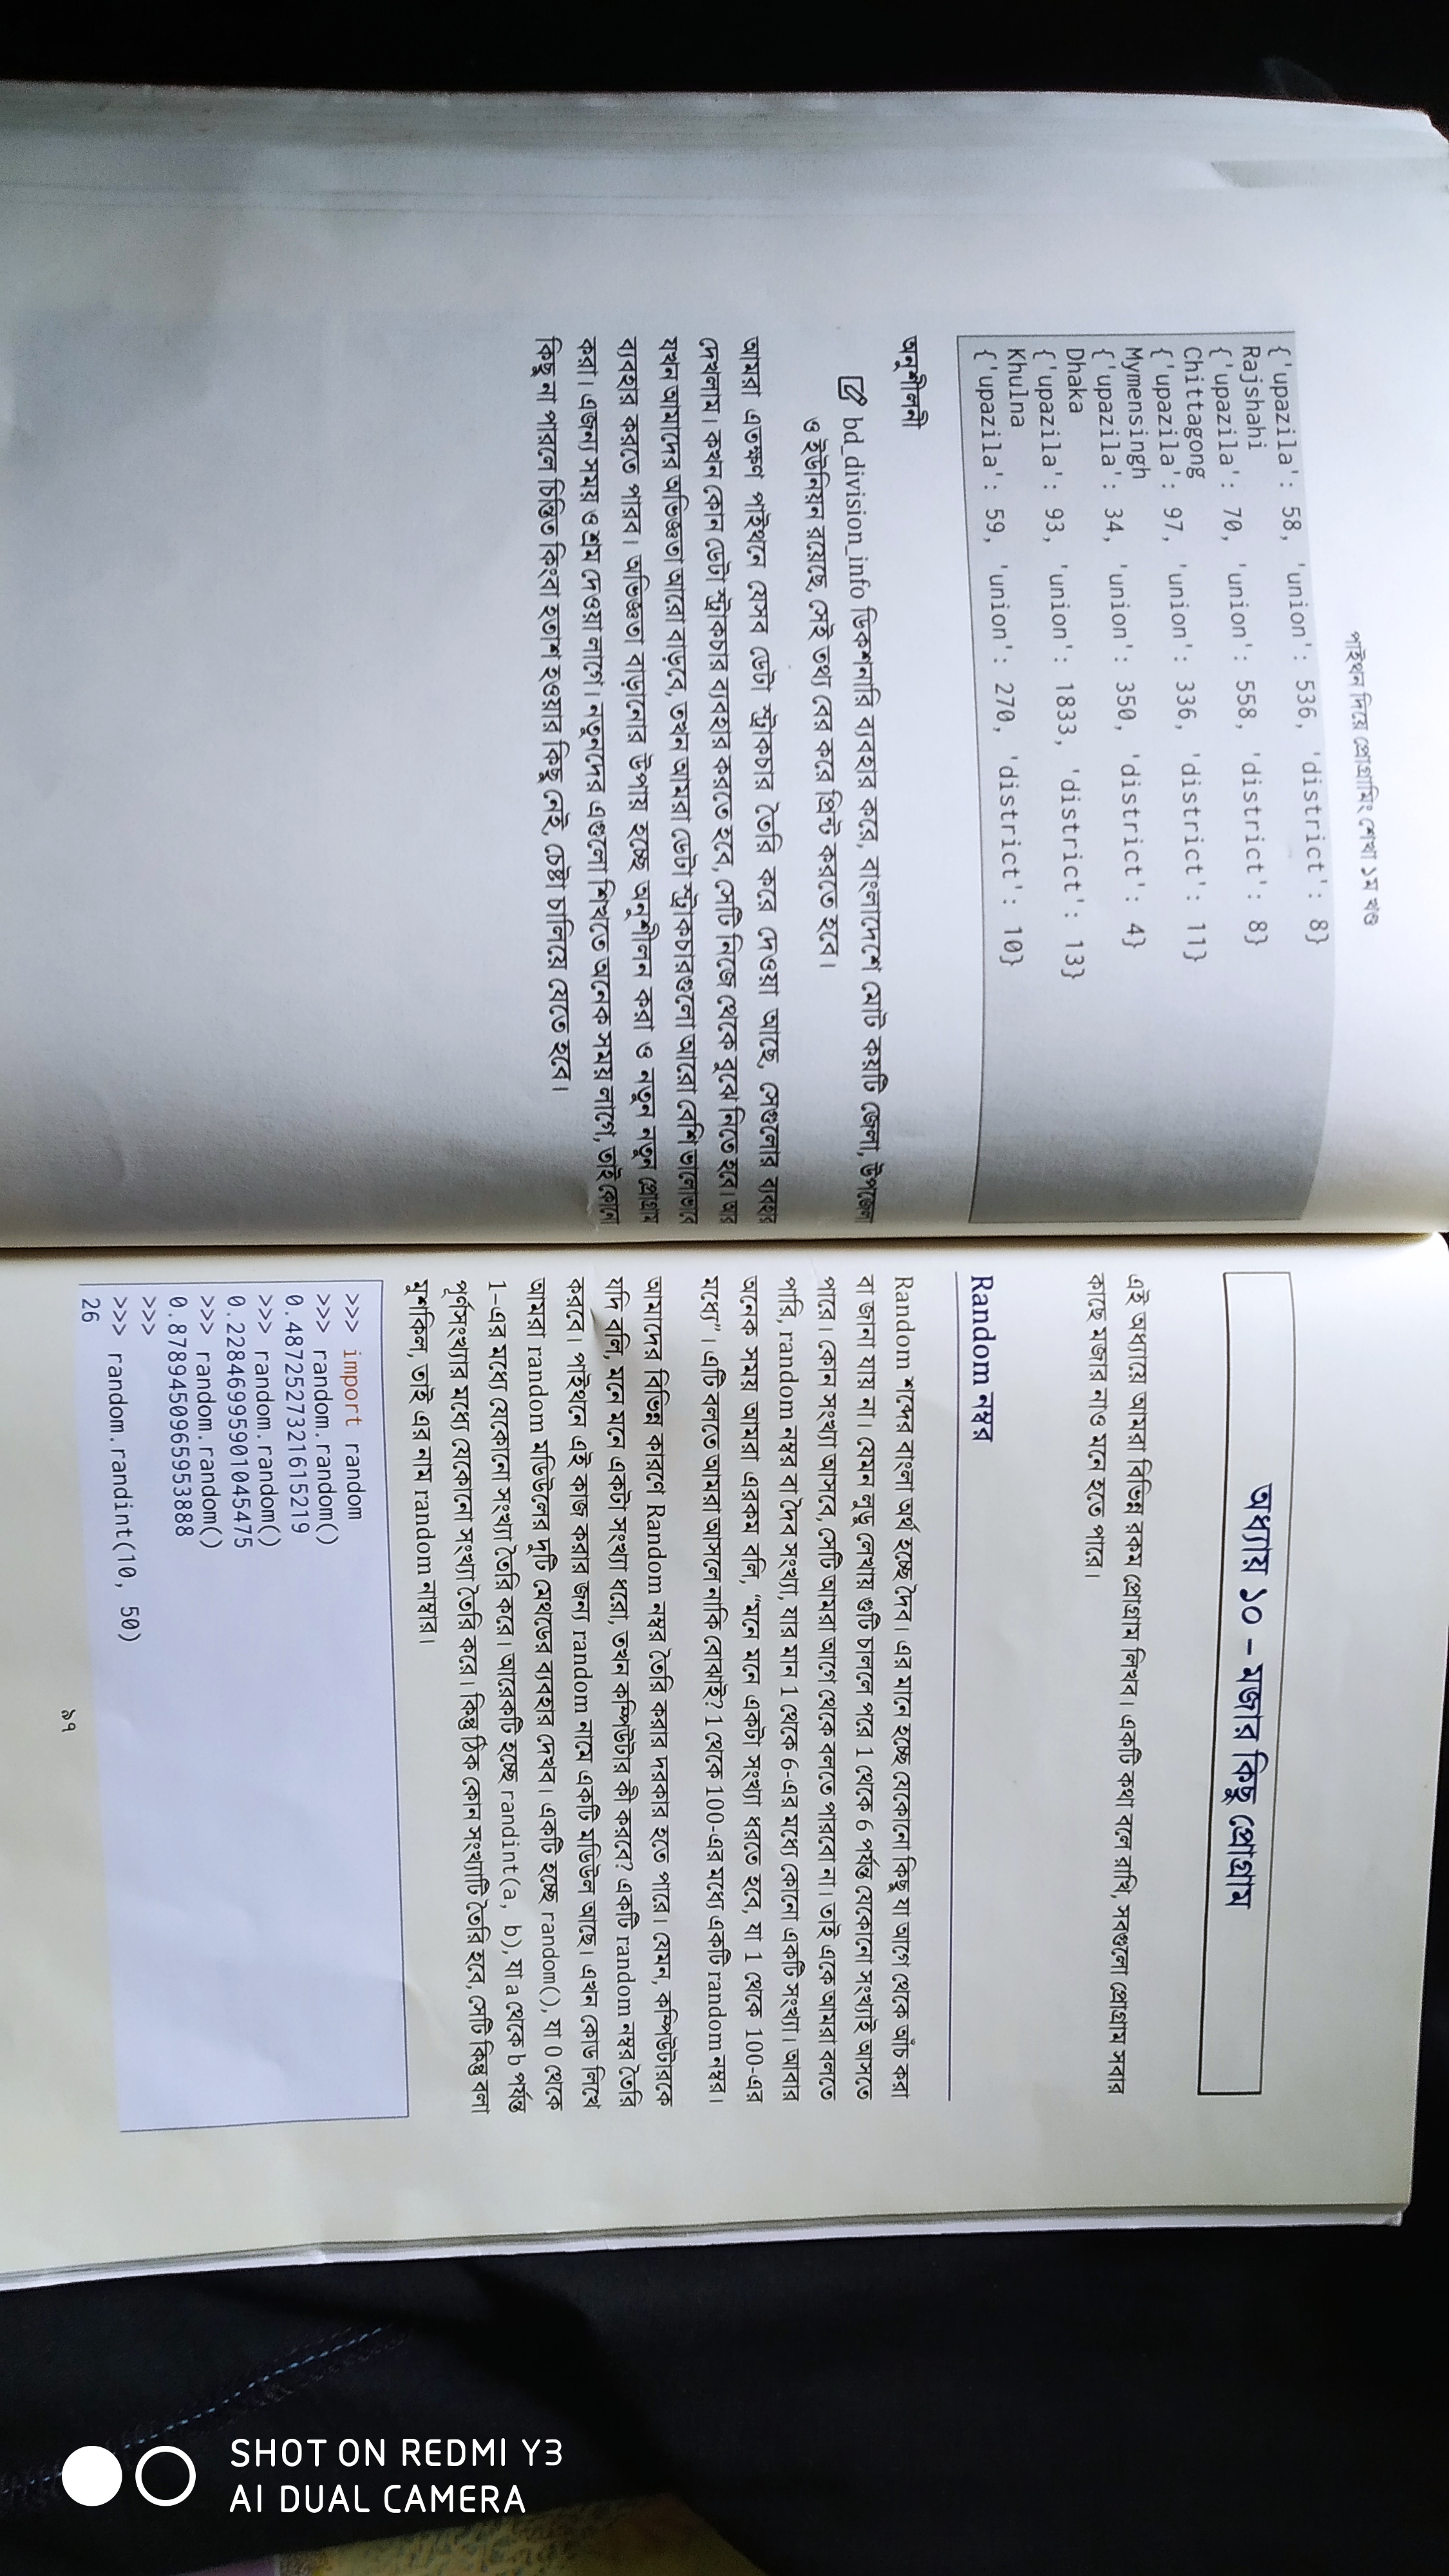 পাইথন দিয়ে প্রোগ্রামিং শেখা ১ম খণ্ড
{'upazila': 58, 'union': 536, 'district': 8}
Rajshahi
{'upazila': 70, 'union': 558, 'district': 8}
Chittagong
{'upazila': 97, 'union': 336, 'district': 11}
Mymensingh
{'upazila': 34, 'union': 350, 'district': 4}
Dhaka
{'upazila': 93, 'union': 1833, 'district': 13}
Khulna
{'upazila': 59, 'union': 270, 'district': 10}
অনুশীলনী
bd_division_info ডিকশনারি ব্যবহার করে, বাংলাদেশে মোট কয়টি জেলা, উপজেলা
ও ইউনিয়ন রয়েছে, সেই তথ্য বের করে প্রিন্ট করতে হবে।
আমরা এতক্ষণ পাইথনে যেসব ডেটা স্ট্রাকচার তৈরি করে দেওয়া আছে, সেগুলোর ব্যবহার
দেখলাম। কখন কোন ডেটা স্ট্রাকচার ব্যবহার করতে হবে, সেটি নিজে থেকে বুঝে নিতে হবে। আর
যখন আমাদের অভিজ্ঞতা আরো বাড়বে, তখন আমরা ডেটা স্ট্রাকচারগুলো আরো বেশি ভালোভাবে
ব্যবহার করতে পারব। অভিজ্ঞতা বাড়ানোর উপায় হচ্ছে অনুশীলন করা ও নতুন নতুন প্রোগ্রাম
করা। এজন্য সময় ও শ্রম দেওয়া লাগে। নতুনদের এগুলো শিখতে অনেক সময় লাগে, তাই কোনো
কিছু না পারলে চিন্তিত কিংবা হতাশ হওয়ার কিছু নেই, চেষ্টা চালিয়ে যেতে হবে।
অধ্যায় ১০ – মজার কিছু প্রোগ্রাম
এই অধ্যায়ে আমরা বিভিন্ন রকম প্রোগ্রাম লিখব। একটি কথা বলে রাখি, সবগুলো প্রোগ্রাম সবার
কাছে মজার নাও মনে হতে পারে।
Random নম্বর
Random শব্দের বাংলা অর্থ হচ্ছে দৈব। এর মানে হচ্ছে যেকোনো কিছু যা আগে থেকে আঁচ করা
বা জানা যায় না। যেমন লুডু খেলায় গুটি চাললে পরে 1 থেকে 6 পর্যন্ত যেকোনো সংখ্যাই আসতে
পারে। কোন সংখ্যা আসবে, সেটি আমরা আগে থেকে বলতে পারবো না। তাই একে আমরা বলতে
পারি, random নম্বর বা দৈব সংখ্যা, যার মান 1 থেকে 6-এর মধ্যে কোনো একটি সংখ্যা। আবার
অনেক সময় আমরা এরকম বলি, “মনে মনে একটা সংখ্যা ধরতে হবে, যা 1 থেকে 100-এর
মধ্যে”। এটি বলতে আমরা আসলে নাকি বোঝাই? 1 থেকে 100-এর মধ্যে একটি random নম্বর।
আমাদের বিভিন্ন কারণে Random নম্বর তৈরি করার দরকার হতে পারে। যেমন, কম্পিউটারকে
যদি বলি, মনে মনে একটা সংখ্যা ধরো, তখন কম্পিউটার কী করবে? একটি random নম্বর তৈরি
করবে। পাইথনে এই কাজ করার জন্য random নামে একটি মডিউল আছে। এখন কোড লিখে
আমরা random মডিউলের দুটি মেথডের ব্যবহার দেখব। একটি হচ্ছে random(), যা 0 থেকে
1-এর মধ্যে যেকোনো সংখ্যা তৈরি করে। আরেকটি হচ্ছে randint(a, b), যা a থেকে b পর্যন্ত
পূর্ণসংখ্যার মধ্যে যেকোনো সংখ্যা তৈরি করে। কিন্তু ঠিক কোন সংখ্যাটি তৈরি হবে, সেটি কিন্তু বলা
মুশকিল, তাই এর নাম random নাম্বার।
>>> import random
>>> random.random()
0.4872525273216152​19
>>> random.random()
0.22846995901045475
>>> random.random()
0.8789450965953888
>>>
>>> random.randint(10, 50)
26
৯৭
SHOT ON REDMI Y3
AI DUAL CAMERA